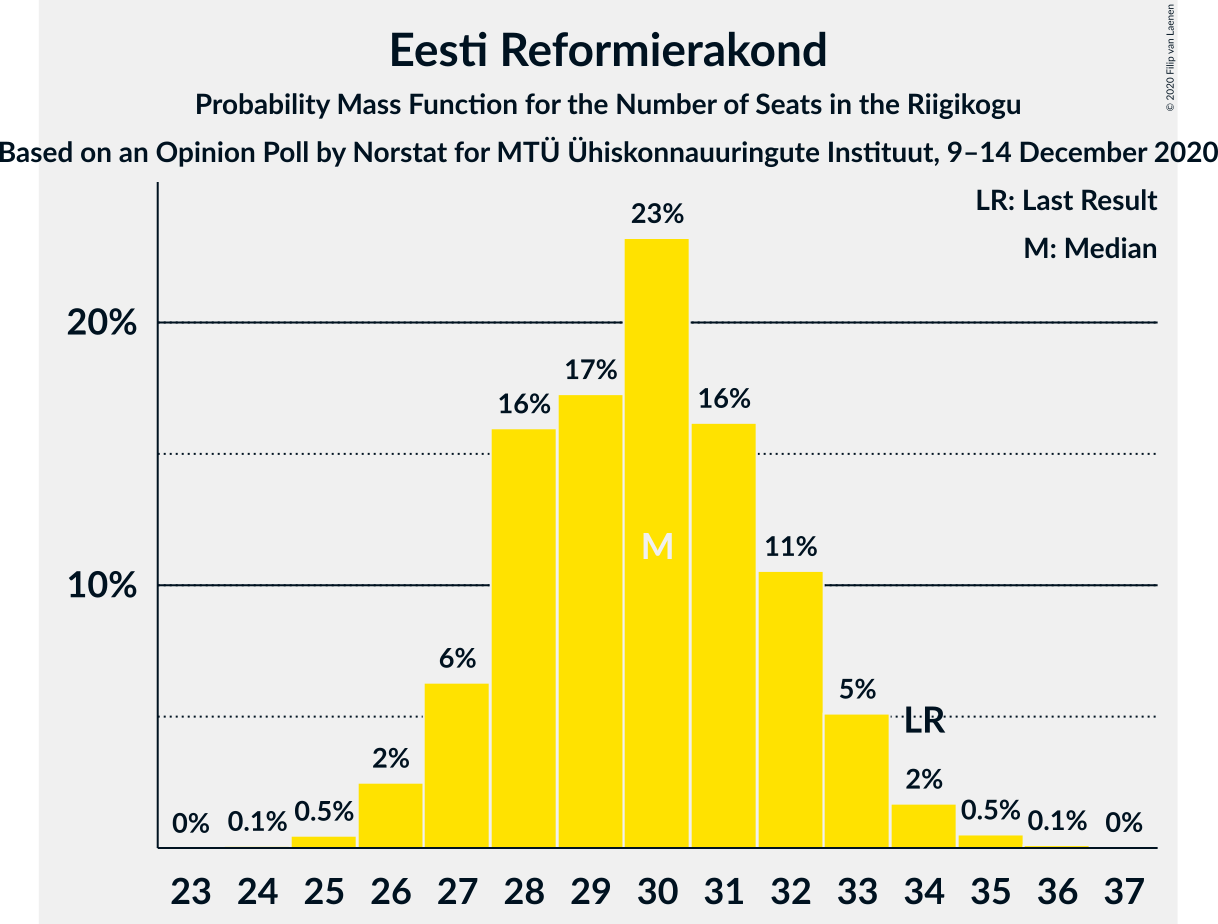 Eesti Reformierakond
Probability Mass Function for the Number of Seats in the Riigikogu
Based on an Opinion Poll by Norstat for MTÜ Ühiskonnauuringute Instituut, 9–14 December 2020
© 2020 Filip van Laenen
LR: Last Result
M: Median
23%
20%
17%
16%
16%
M
11%
10%
6%
5%
LR
2%
2%
0% 0.1% 0.5% 0.5% 0.1% 0%
23 24 25 26 27 28 29 30 31 32 33 34 35 36 37